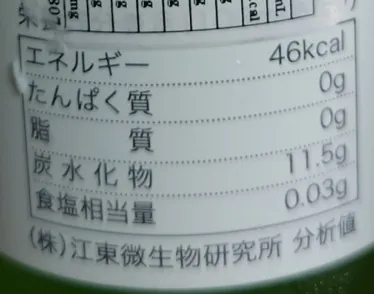 エネルギー 46kcal
たんぱく質 0g
脂質 0g
炭水化物 11.5g
食塩相当量 0.03g
(株)江東微生物研究所 分析値